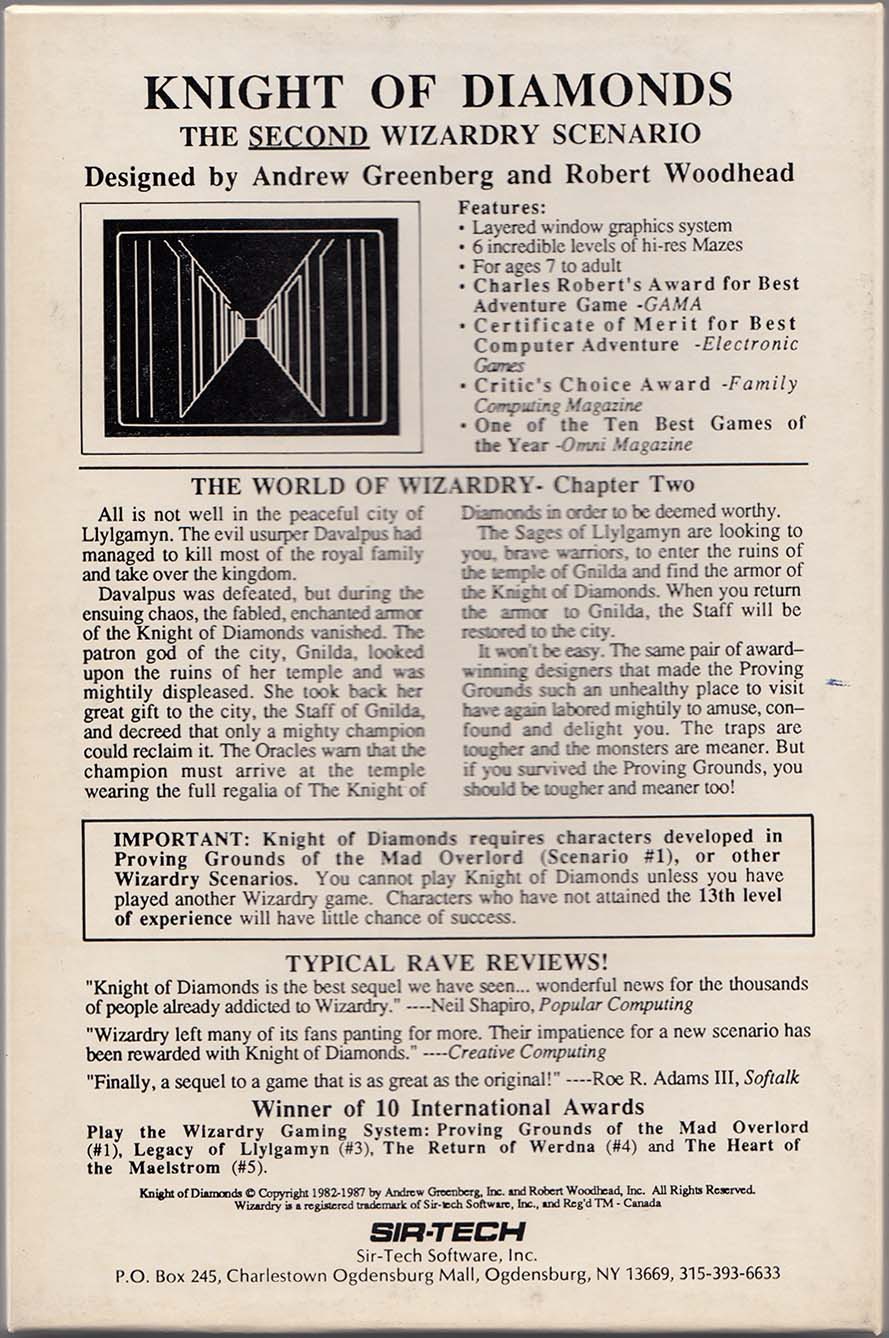 KNIGHT OF DIAMONDS
THE SECOND WIZARDRY SCENARIO
Designed by Andrew Greenberg and Robert Woodhead
Features:
• Layered window graphics system
• 6 incredible levels of hi-res Mazes
• For ages 7 to adult
• Charles Robert's Award for Best
Adventure Game -GAMA
• Certificate of Merit for Best
Computer Adventure -Electronic
Games
• Critic's Choice Award -Family
Computing Magazine
• One of the Ten Best Games of
the Year -Omni Magazine
THE WORLD OF WIZARDRY- Chapter Two
All is not well in the peaceful city of
Llylgamyn. The evil usurper Davalpus had
managed to kill most of the royal family
and take over the kingdom.
Davalpus was defeated, but during the
ensuing chaos, the fabled, enchanted armor
of the Knight of Diamonds vanished. The
patron god of the city, Gnilda, looked
upon the ruins of her temple and was
mightily displeased. She took back her
great gift to the city, the Staff of Gnilda,
and decreed that only a mighty champion
could reclaim it. The Oracles warn that the
champion must arrive at the temple
wearing the full regalia of The Knight of
Diamonds in order to be deemed worthy.
The Sages of Llylgamyn are looking to
you, brave warriors, to enter the ruins of
the temple of Gnilda and find the armor of
the Knight of Diamonds. When you return
the armor to Gnilda, the Staff will be
restored to the city.
It won't be easy. The same pair of award–
winning designers that made the Proving
Grounds such an unhealthy place to visit
have again labored mightily to amuse, con–
found and delight you. The traps are
tougher and the monsters are meaner. But
if you survived the Proving Grounds, you
should be tougher and meaner too!
IMPORTANT: Knight of Diamonds requires characters developed in
Proving Grounds of the Mad Overlord (Scenario #1), or other
Wizardry Scenarios. You cannot play Knight of Diamonds unless you have
played another Wizardry game. Characters who have not attained the 13th level
of experience will have little chance of success.
TYPICAL RAVE REVIEWS!
"Knight of Diamonds is the best sequel we have seen... wonderful news for the thousands
of people already addicted to Wizardry." ----Neil Shapiro, Popular Computing
"Wizardry left many of its fans panting for more. Their impatience for a new scenario has
been rewarded with Knight of Diamonds." ----Creative Computing
"Finally, a sequel to a game that is as great as the original!" ----Roe R. Adams III, Softalk
Winner of 10 International Awards
Play the Wizardry Gaming System: Proving Grounds of the Mad Overlord
(#1), Legacy of Llylgamyn (#3), The Return of Werdna (#4) and The Heart of
the Maelstrom (#5).
Knight of Diamonds © Copyright 1982-1987 by Andrew Greenberg, Inc. and Robert Woodhead, Inc. All Rights Reserved.
Wizardry is a registered trademark of Sir-tech Software, Inc., and Reg'd TM - Canada
SIR-TECH
Sir-Tech Software, Inc.
P.O. Box 245, Charlestown Ogdensburg Mall, Ogdensburg, NY 13669, 315-393-6633